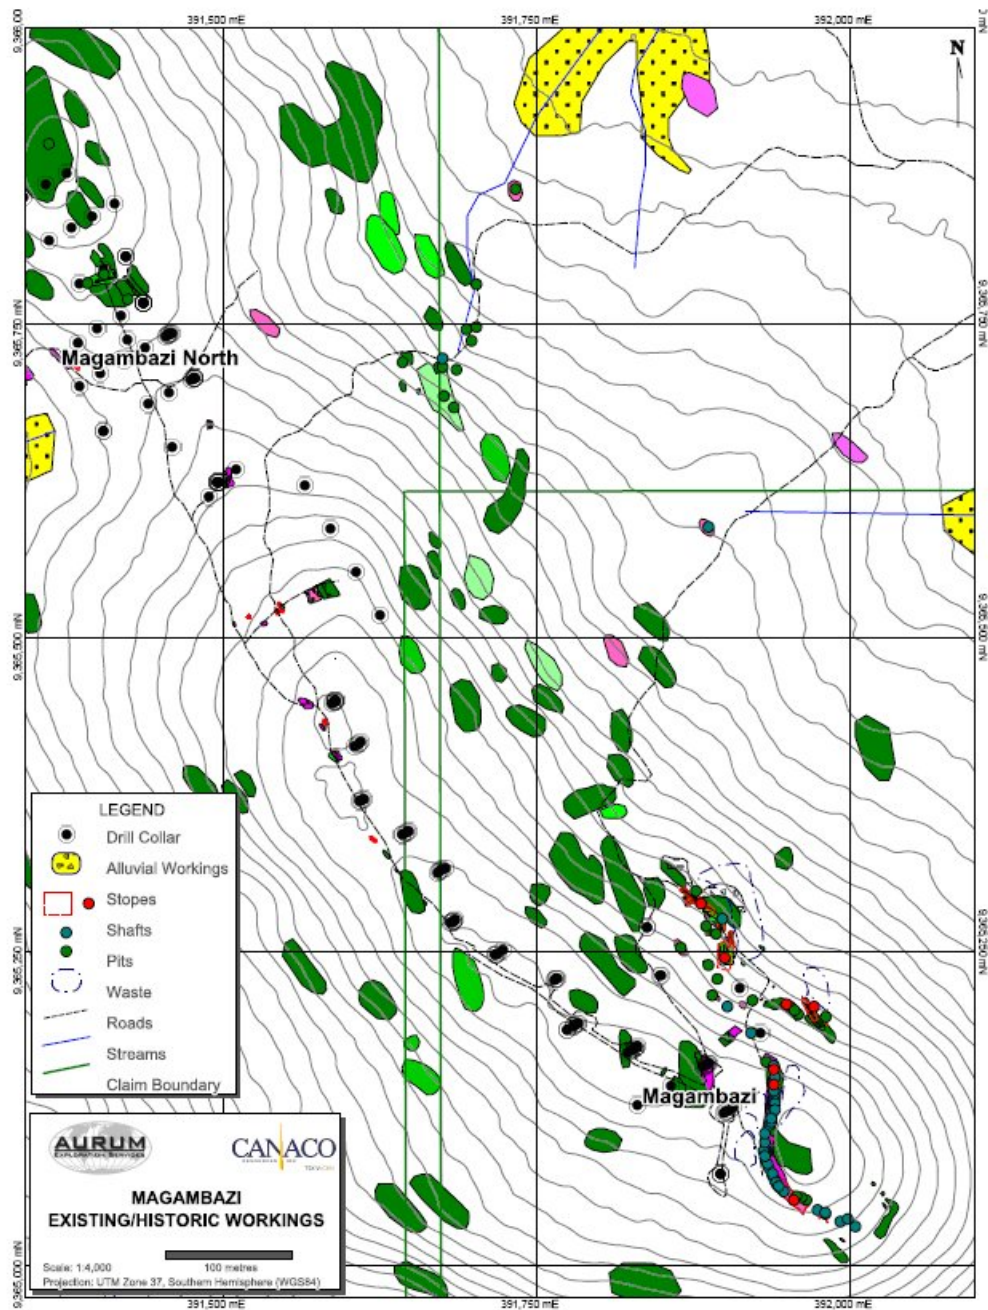 391,500 mE
391,750 mE
392,000 mE
N
9,365,750 mN
9,365,750 mN
Magambazi North
9,365,500 mN
9,365,500 mN
9,365,250 mN
9,365,250 mN
Magambazi
LEGEND
Drill Collar
Alluvial Workings
Stopes
Shafts
Pits
Waste
Roads
Streams
Claim Boundary
AURUM
EXPLORATION SERVICES
CANACO
MAGAMBAZI
EXISTING/HISTORIC WORKINGS
Scale: 1:4,000
100 metres
Projection: UTM Zone 37, Southern Hemisphere (WGS84)
9,365,000 mN
391,500 mE
391,750 mE
392,000 mE